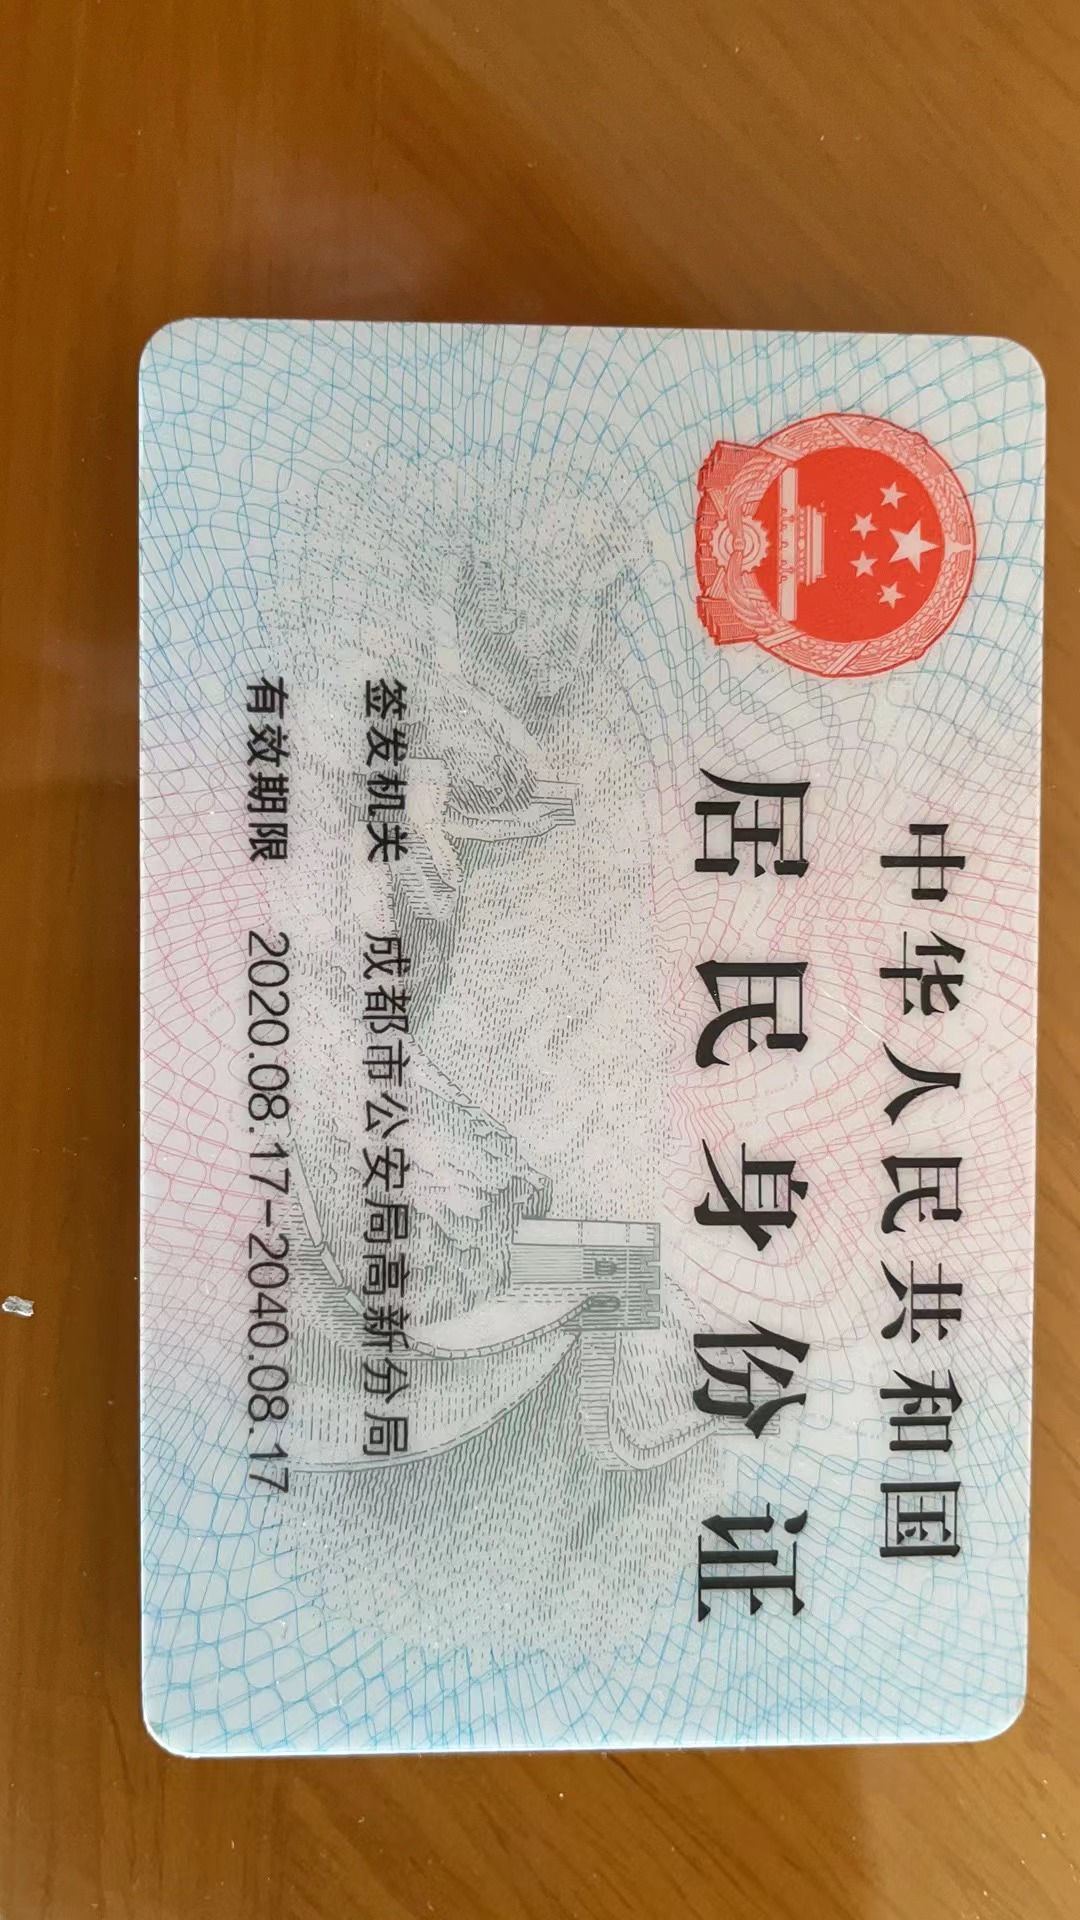 中华人民共和国
居民身份证
签发机关 成都市公安局高新分局
有效期限 2020.08.17-2040.08.17